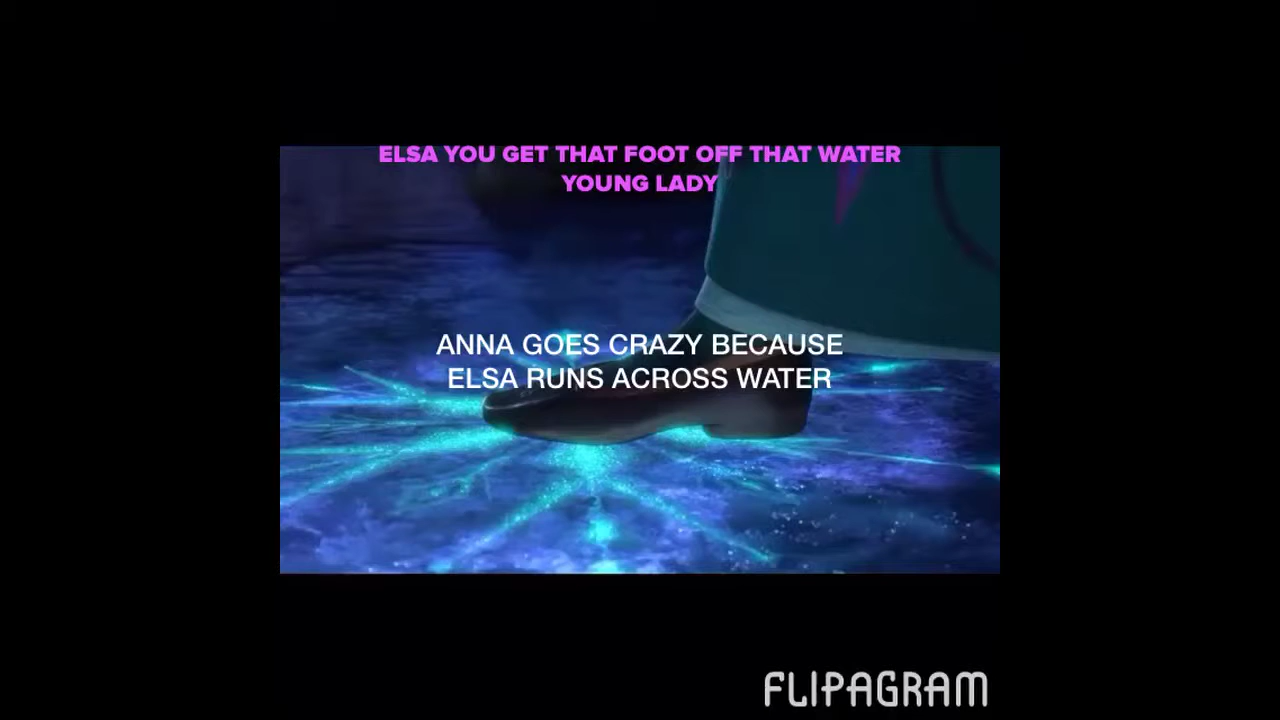 ELSA YOU GET THAT FOOT OFF THAT WATER
YOUNG LADY
ANNA GOES CRAZY BECAUSE
ELSA RUNS ACROSS WATER
FLIPAGRAM